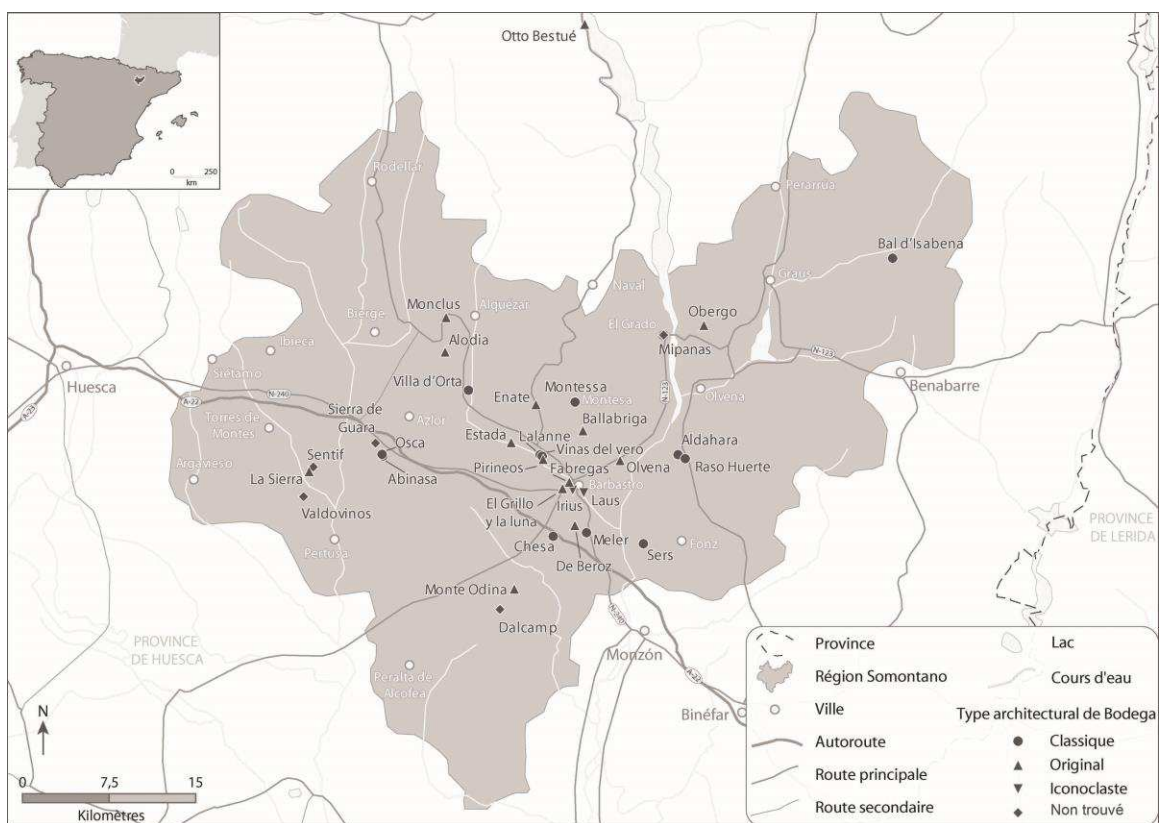 Otto Bestué
0 250
km
Rodellar
Perarrua
Bal d'Isabena
Graus
Naval
Monclus
Alquezar
Obergo
El Grado
Bierge
Mipanas
Alodia
Ibieca
Siétamo
Huesca
N-123
Benabarre
Villa d'Orta
Montessa
Montesa
N-123
Olvena
A-22
N-240
Enate
A-23
Torres de
Montes
Sierra de
Guara
Azlor
Ballabriga
Estada
Lalanne
Osca
Vinas del vero
Aldahara
Sentif
Pirineos
Fabregas
Olvena
Raso Huerte
Argavieso
La Sierra
Abinasa
Barbastro
El Grillo
y la luna
Irius
Laus
Valdovinos
PROVINCE
DE LERIDA
Pertusa
Chesa
Meler
Sers
Fonz
De Beroz
Monte Odina
N-240
Dalcamp
PROVINCE
DE HUESCA
Monzón
Peralta de
Alcofea
A-22
Binéfar
N
0 7,5 15
Kilomètres
Province
Région Somontano
Ville
Autoroute
Route principale
Route secondaire
Lac
Cours d'eau
Type architectural de Bodega
Classique
Original
Iconoclaste
Non trouvé